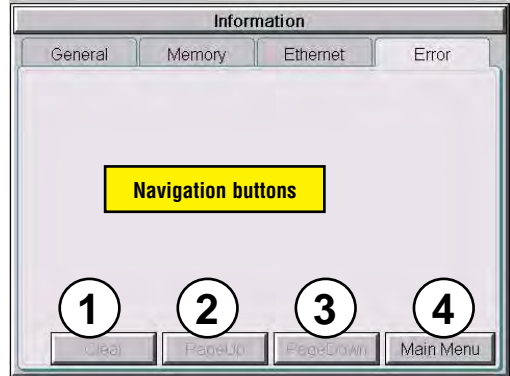 Information
General Memory Ethernet Error
Navigation buttons
1 2 3 4
Clear PageUp PageDown Main Menu